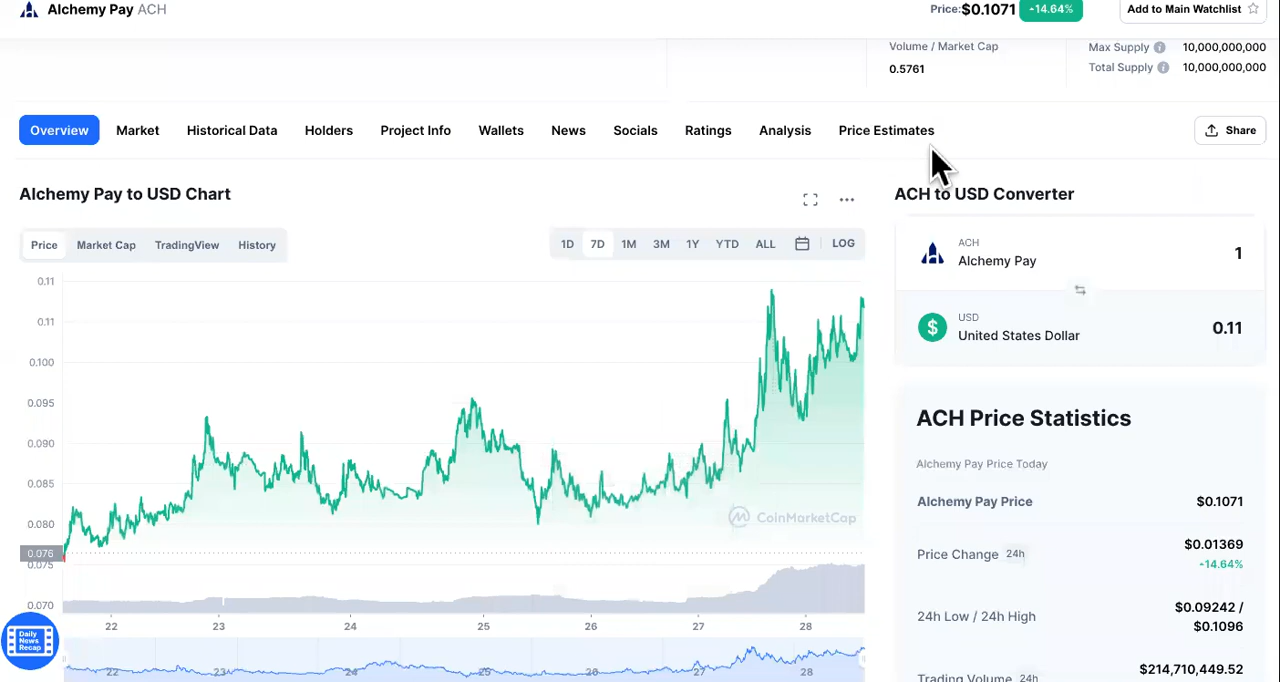 Alchemy Pay ACH
Price:$0.1071 -14.64% Add to Main Watchlist
Volume / Market Cap
0.5761
Max Supply 10,000,000,000
Total Supply 10,000,000,000
Overview Market Historical Data Holders Project Info Wallets News Socials Ratings Analysis Price Estimates Share
Alchemy Pay to USD Chart
Price Market Cap TradingView History
1D 7D 1M 3M 1Y YTD ALL LOG
0.11
0.11
0.100
0.095
0.090
0.085
0.080
0.076
0.075
0.070
CoinMarketCap
22 23 24 25 26 27 28
22 23 24 25 26 27 28
Daily
News
Recap
ACH to USD Converter
ACH
Alchemy Pay 1
USD
United States Dollar 0.11
ACH Price Statistics
Alchemy Pay Price Today
Alchemy Pay Price $0.1071
Price Change 24h $0.01369
-14.64%
24h Low / 24h High $0.09242 /
$0.1096
Trading Volume 24h $214,710,449.52